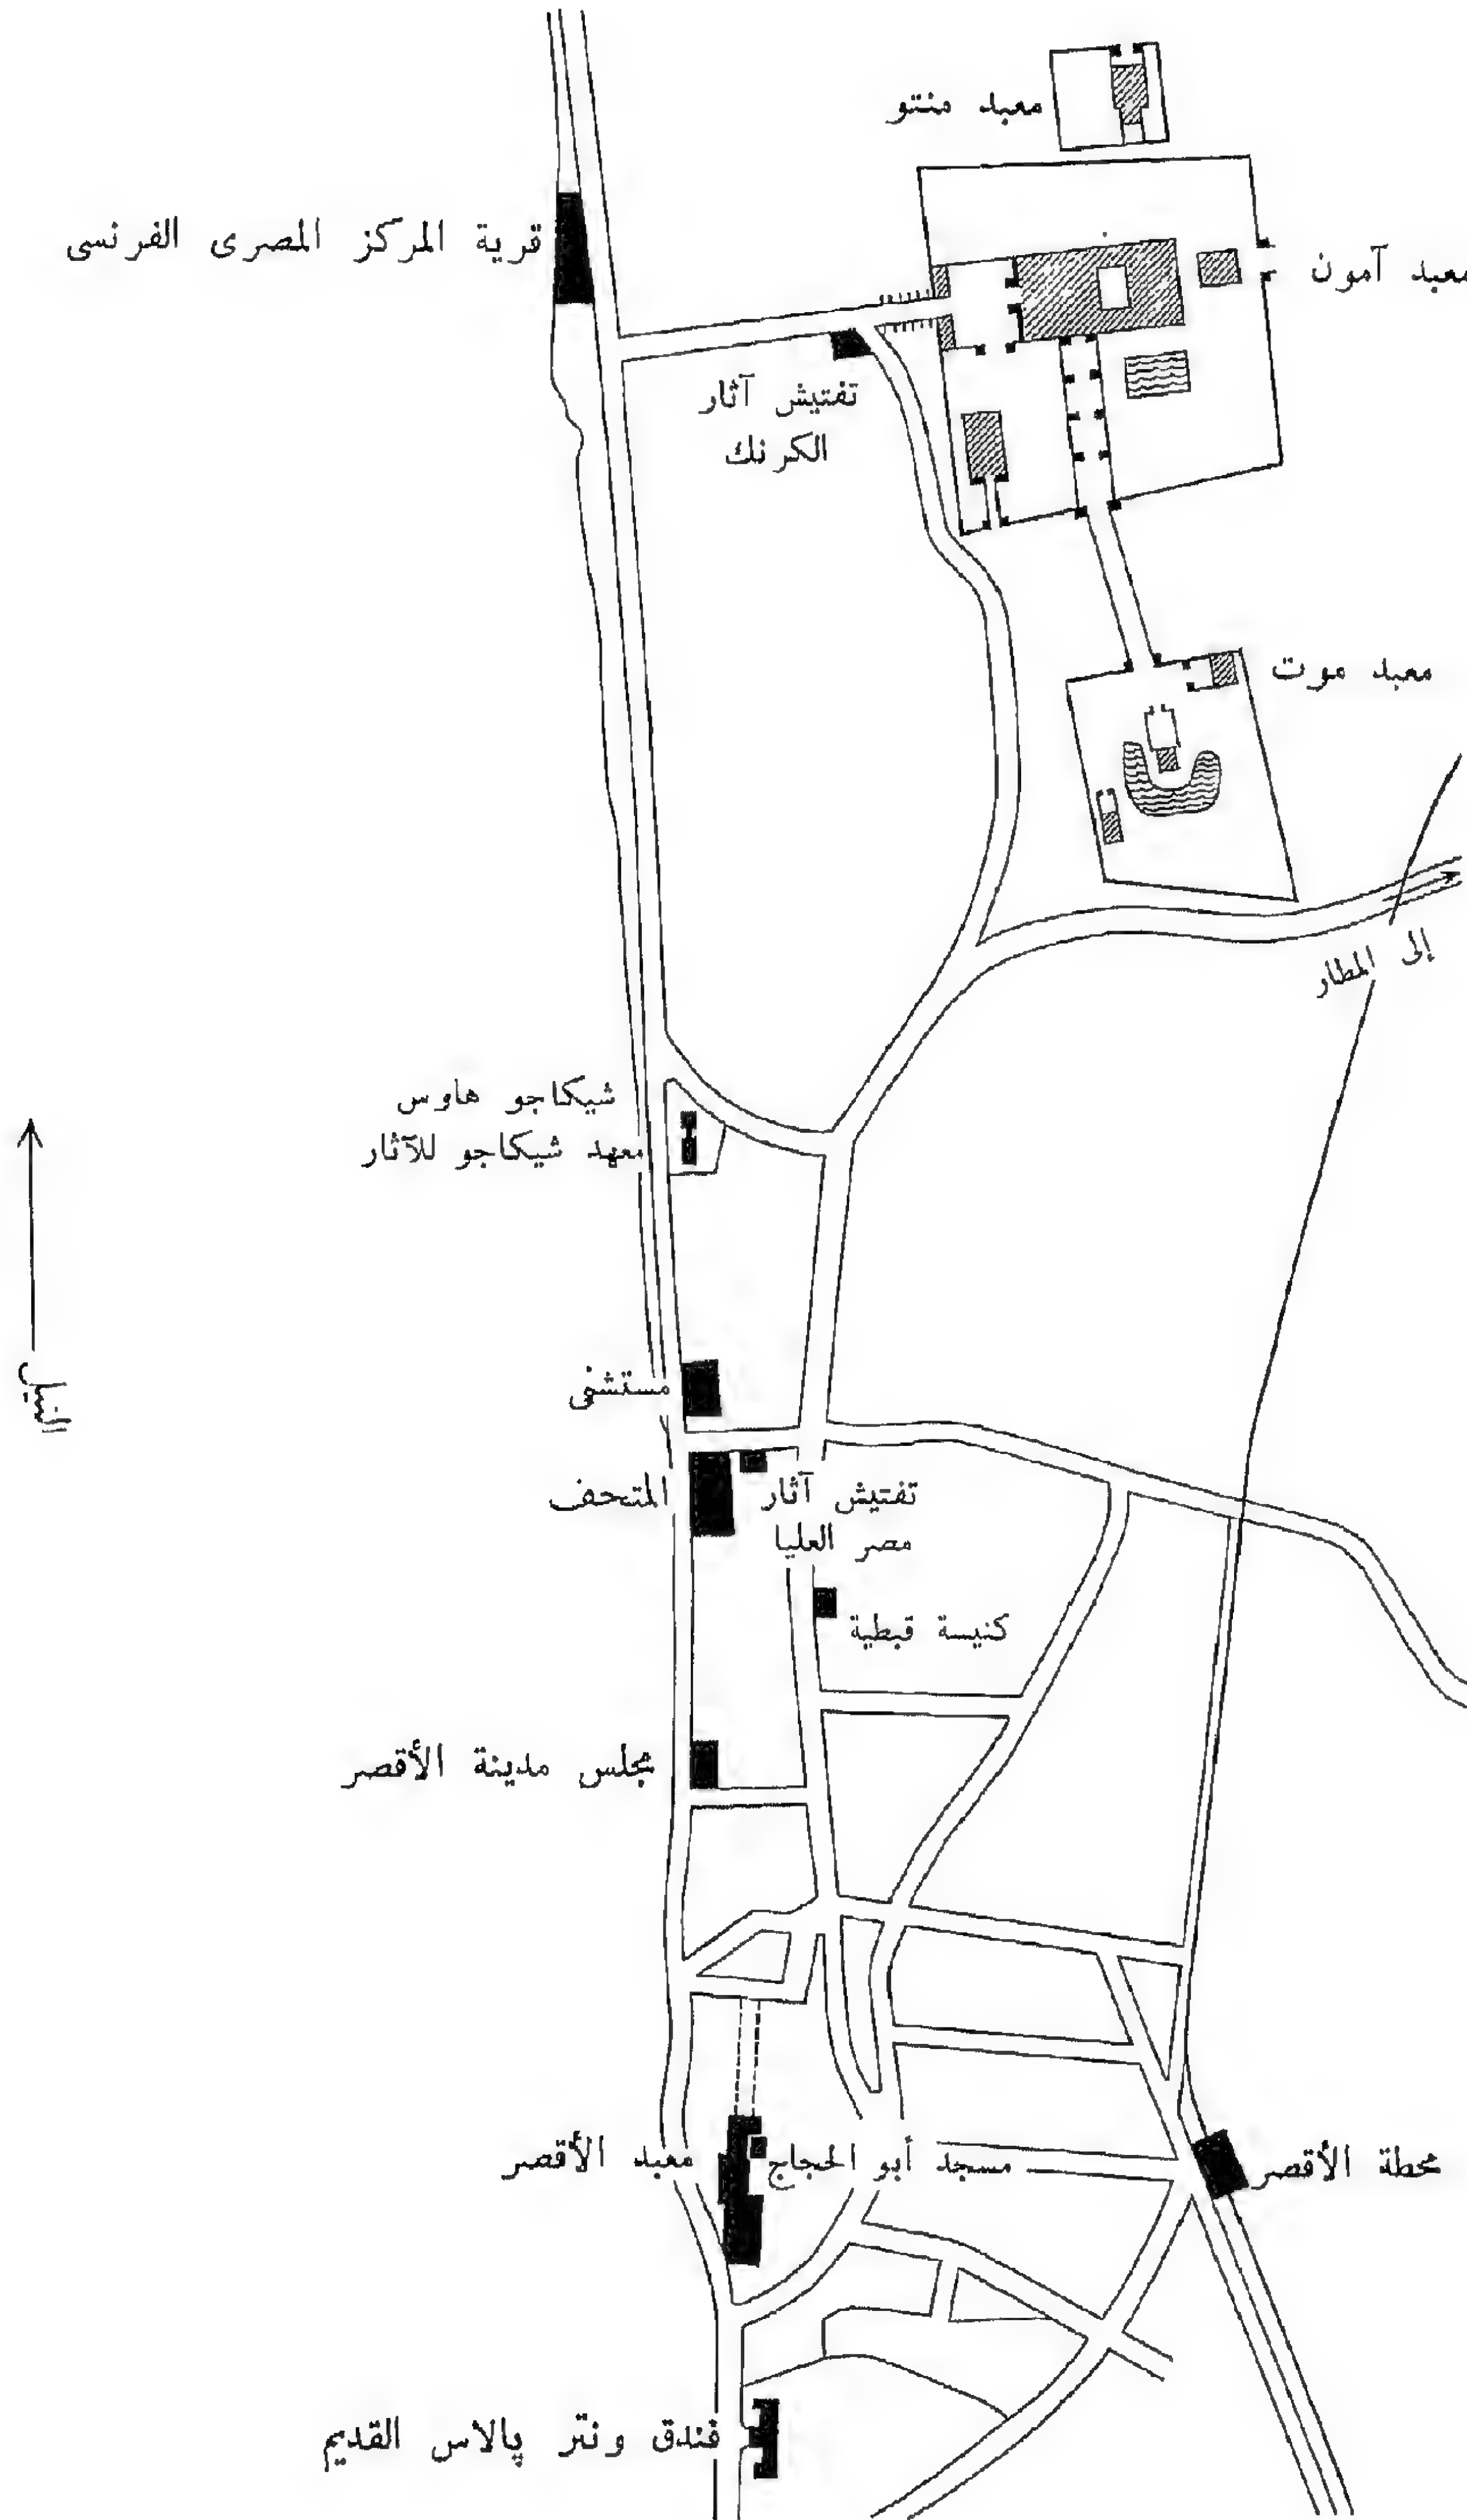 معبد منتو
قرية المركز المصرى الفرنسى
معبد آمون
تفتيش آثار
الكرنك
معبد موت
إلى المطار
شيكاجو هاوس
معهد شيكاجو للآثار
النيل
مستشفى
المتحف
تفتيش آثار
مصر العليا
كنيسة قبطية
مجلس مدينة الأقصر
معبد الأقصر
مسجد أبو الحجاج
محطة الأقصر
فندق ونتر پالاس القديم